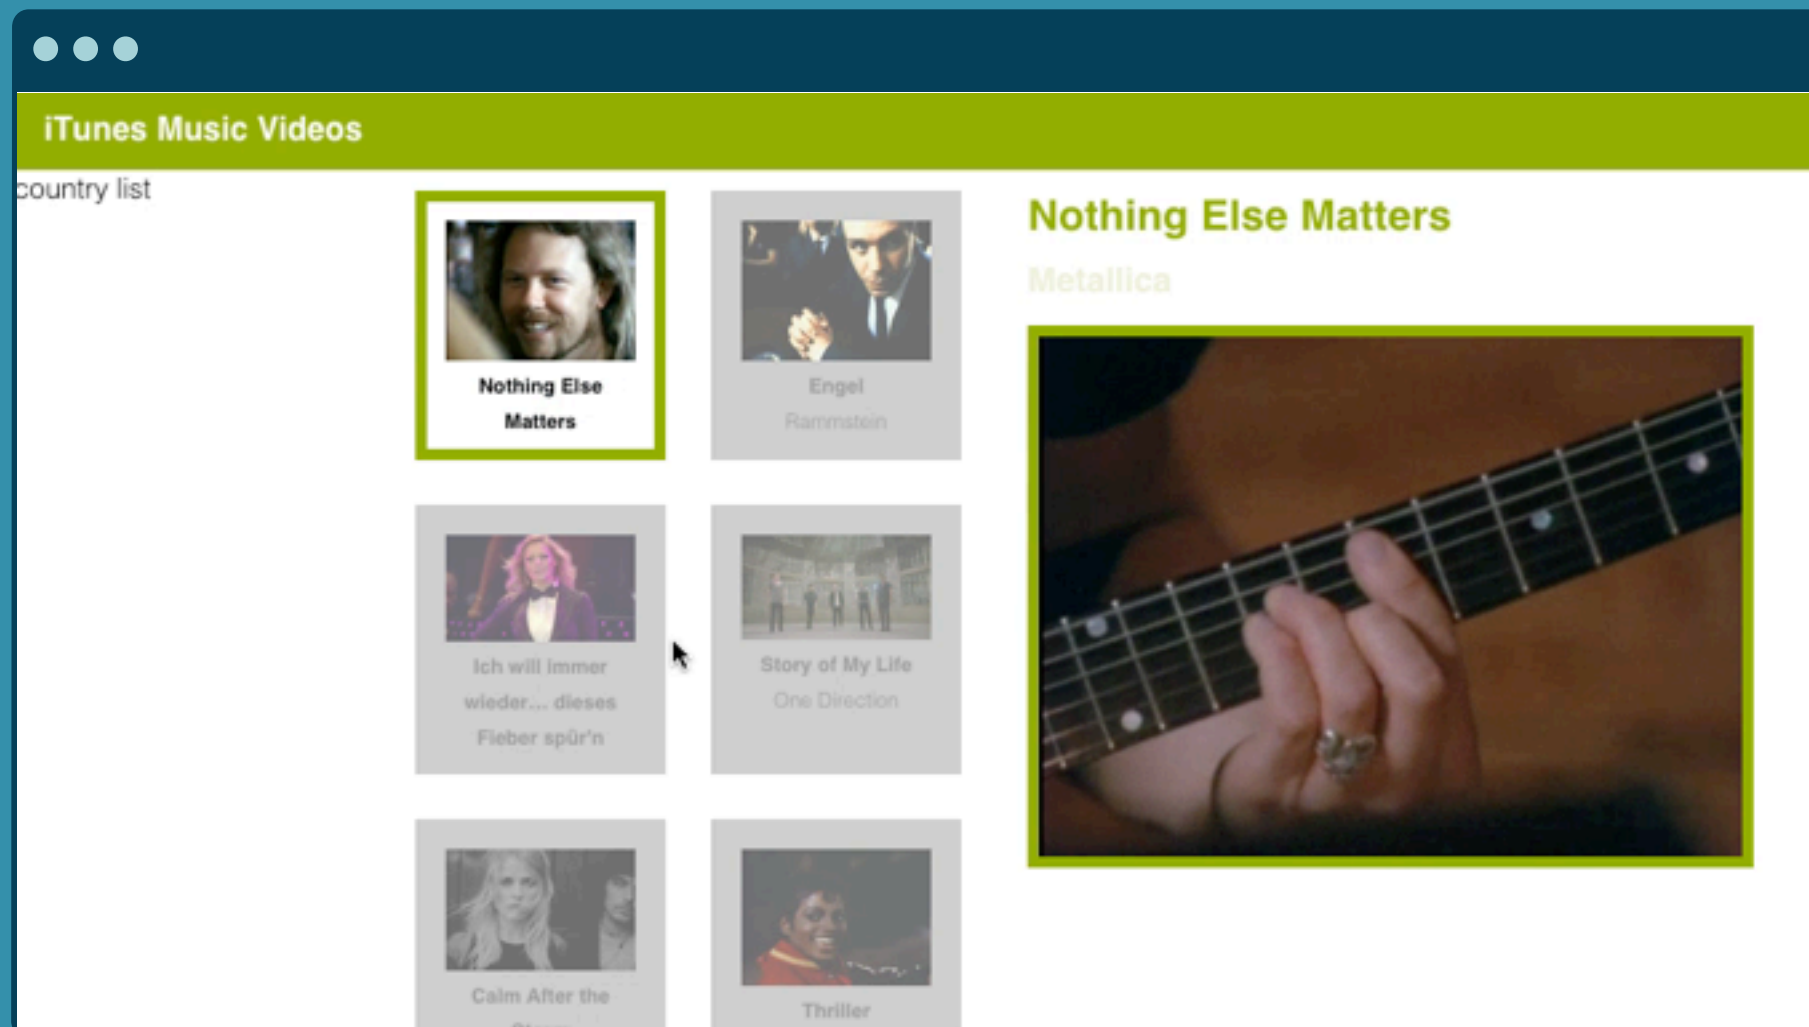 iTunes Music Videos
country list
Nothing Else
Matters
Engel
Rammstein
Ich will immer
wieder... dieses
Fieber spür'n
Story of My Life
One Direction
Calm After the
Thriller
Nothing Else Matters
Metallica